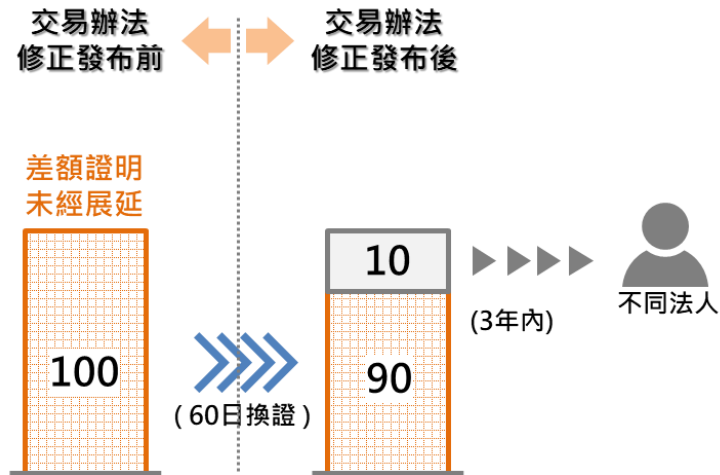 交易辦法
修正發布前
交易辦法
修正發布後
差額證明
未經展延
100
(60日換證)
10
90
(3年內)
不同法人